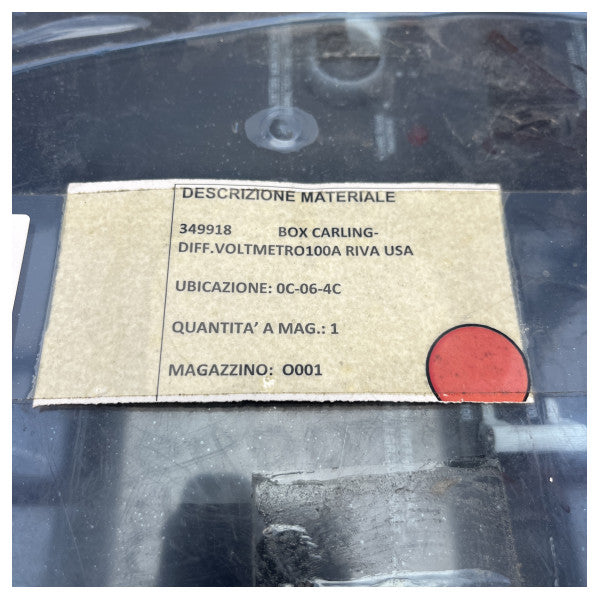 DESCRIZIONE MATERIALE
349918 BOX CARLING-
DIFF.VOLTMETRO100A RIVA USA
UBICAZIONE: 0C-06-4C
QUANTITA' A MAG.: 1
MAGAZZINO: O001